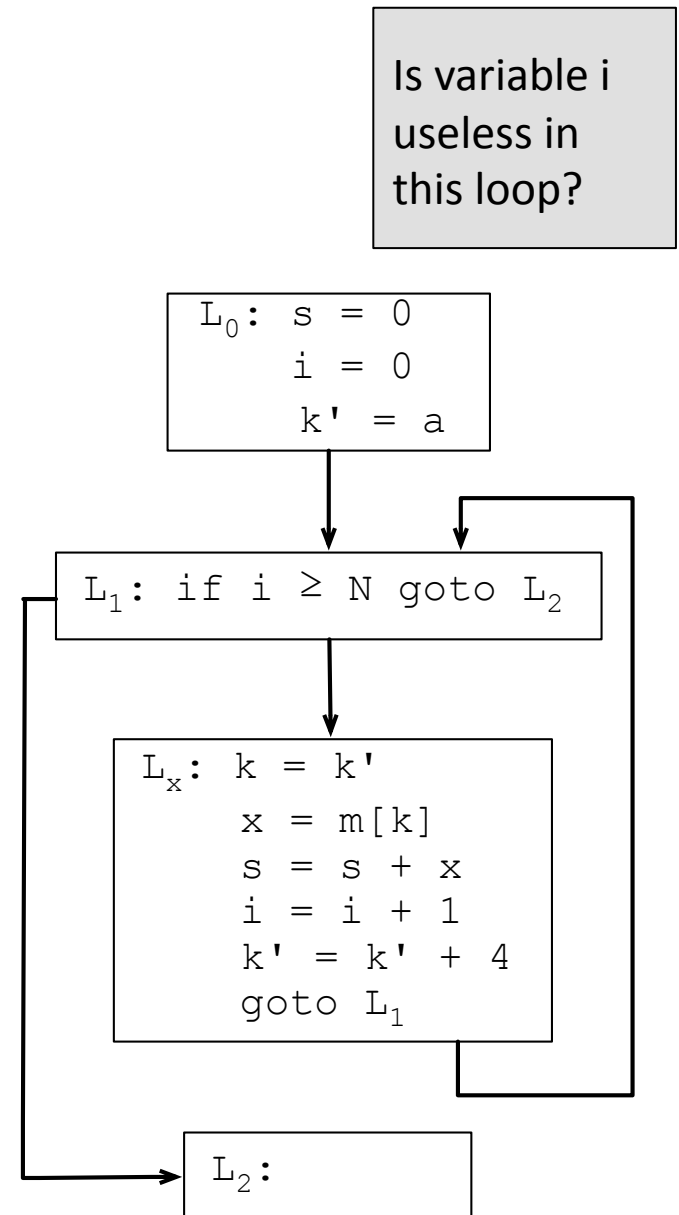 Is variable i
useless in
this loop?
L₀: s = 0
i = 0
k' = a
L₁: if i ≥ N goto L₂
Lₓ: k = k'
x = m[k]
s = s + x
i = i + 1
k' = k' + 4
goto L₁
L₂: